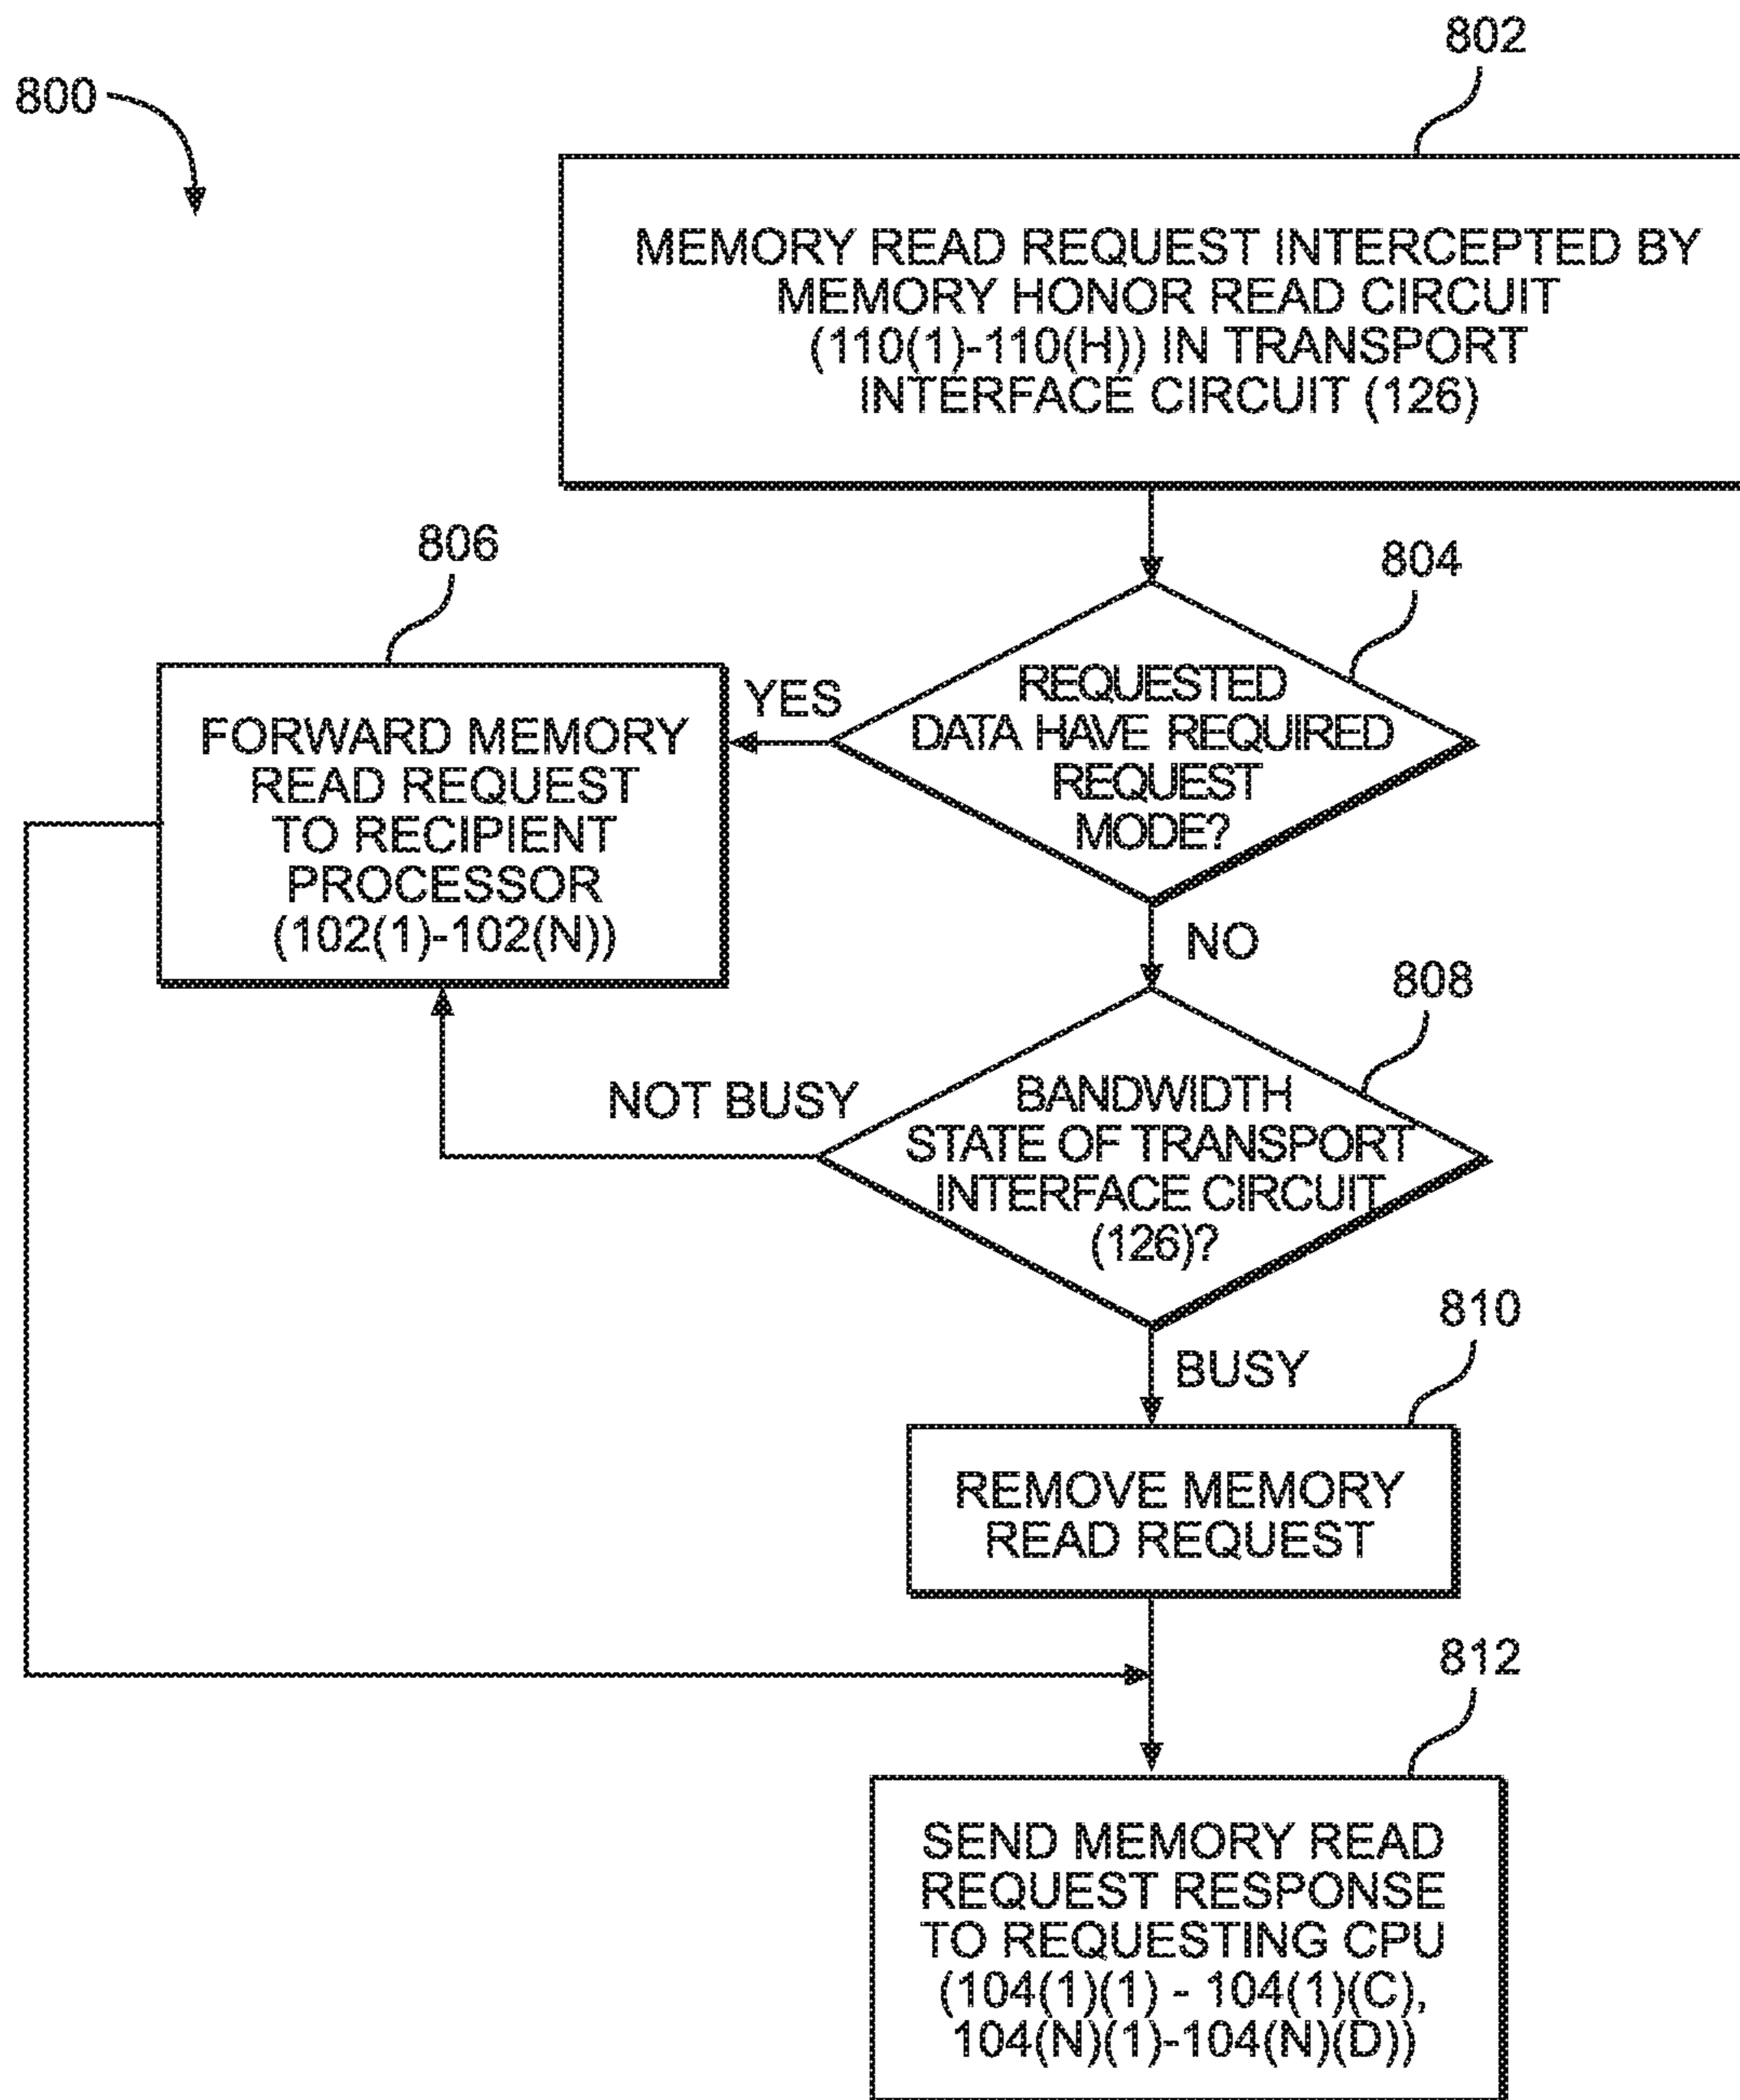 802
800
MEMORY READ REQUEST INTERCEPTED BY
MEMORY HONOR READ CIRCUIT
(110(1)-110(H)) IN TRANSPORT
INTERFACE CIRCUIT (126)
806
804
YES
REQUESTED
DATA HAVE REQUIRED
REQUEST
MODE?
FORWARD MEMORY
READ REQUEST
TO RECIPIENT
PROCESSOR
(102(1)-102(N))
NO
808
NOT BUSY
BANDWIDTH
STATE OF TRANSPORT
INTERFACE CIRCUIT
(126)?
810
BUSY
REMOVE MEMORY
READ REQUEST
812
SEND MEMORY READ
REQUEST RESPONSE
TO REQUESTING CPU
(104(1)(1) - 104(1)(C),
104(N)(1)-104(N)(D))